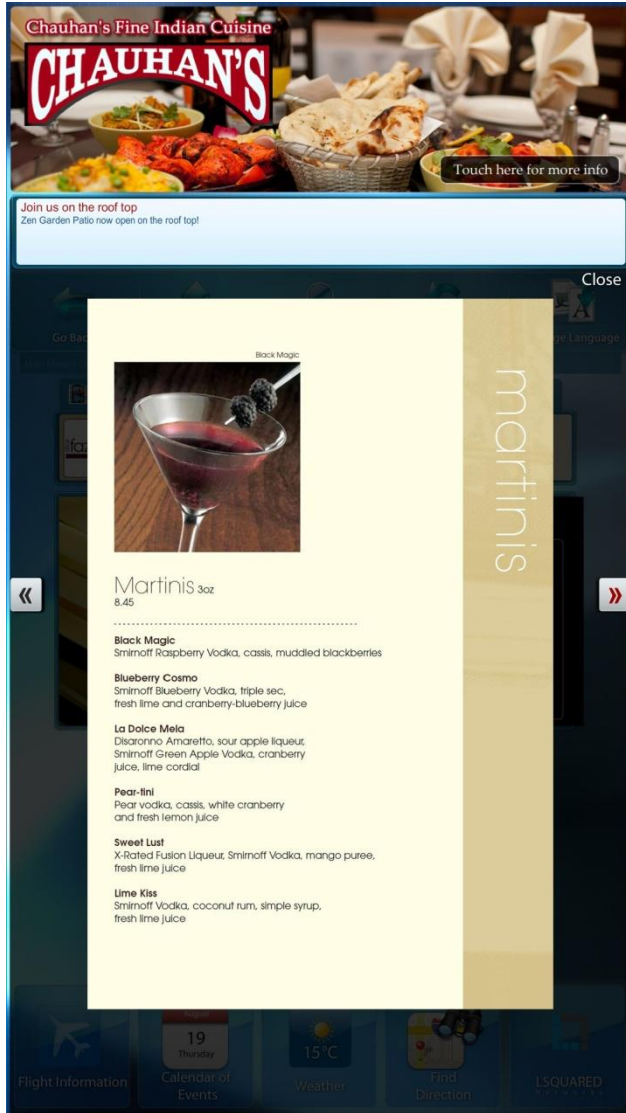 Chauhan's Fine Indian Cuisine
CHAUHAN'S
Touch here for more info
Join us on the roof top
Zen Garden Patio now open on the roof top!
Close
Go Bac
ge Language
A
faz
Black Magic
martinis
Martinis 3oz
8.45
Black Magic
Smirnoff Raspberry Vodka, cassis, muddled blackberries
Blueberry Cosmo
Smirnoff Blueberry Vodka, triple sec,
fresh lime and cranberry-blueberry juice
La Dolce Mela
Disaronno Amaretto, sour apple liqueur,
Smirnoff Green Apple Vodka, cranberry
juice, lime cordial
Pear-tini
Pear vodka, cassis, white cranberry
and fresh lemon juice
Sweet Lust
X-Rated Fusion Liqueur, Smirnoff Vodka, mango puree,
fresh lime juice
Lime Kiss
Smirnoff Vodka, coconut rum, simple syrup,
fresh lime juice
August
19
Thursday
15°C
Flight Information
Calendar of
Events
Weather
Find
Direction
LSQUARED